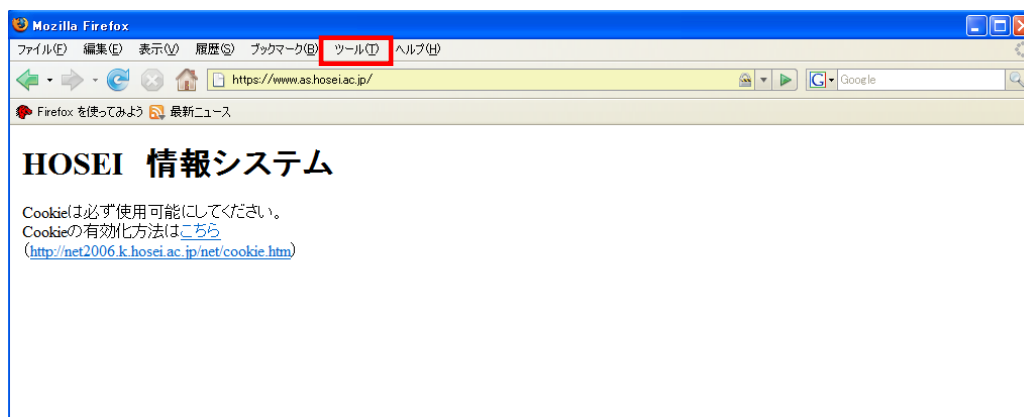 Mozilla Firefox
ファイル(F) 編集(E) 表示(V) 履歴(S) ブックマーク(B) ツール(T) ヘルプ(H)
https://www.as.hosei.ac.jp/ G Google
Firefox を使ってみよう 最新ニュース
HOSEI 情報システム
Cookieは必ず使用可能にしてください。
Cookieの有効化方法はこちら
(http://net2006.k.hosei.ac.jp/net/cookie.htm)